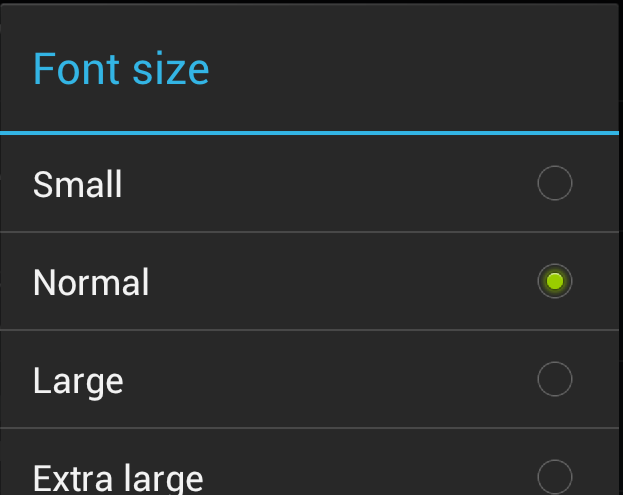 Font size
Small
Normal
Large
Extra large